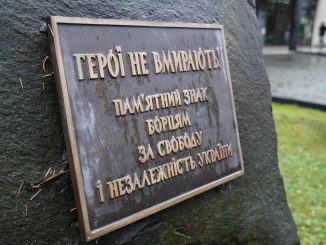 ГЕРОЇ НЕ ВМИРАЮТЬ!
ПАМ'ЯТНИЙ ЗНАК
БОРЦЯМ
ЗА СВОБОДУ
І НЕЗАЛЕЖНІСТЬ УКРАЇНИ